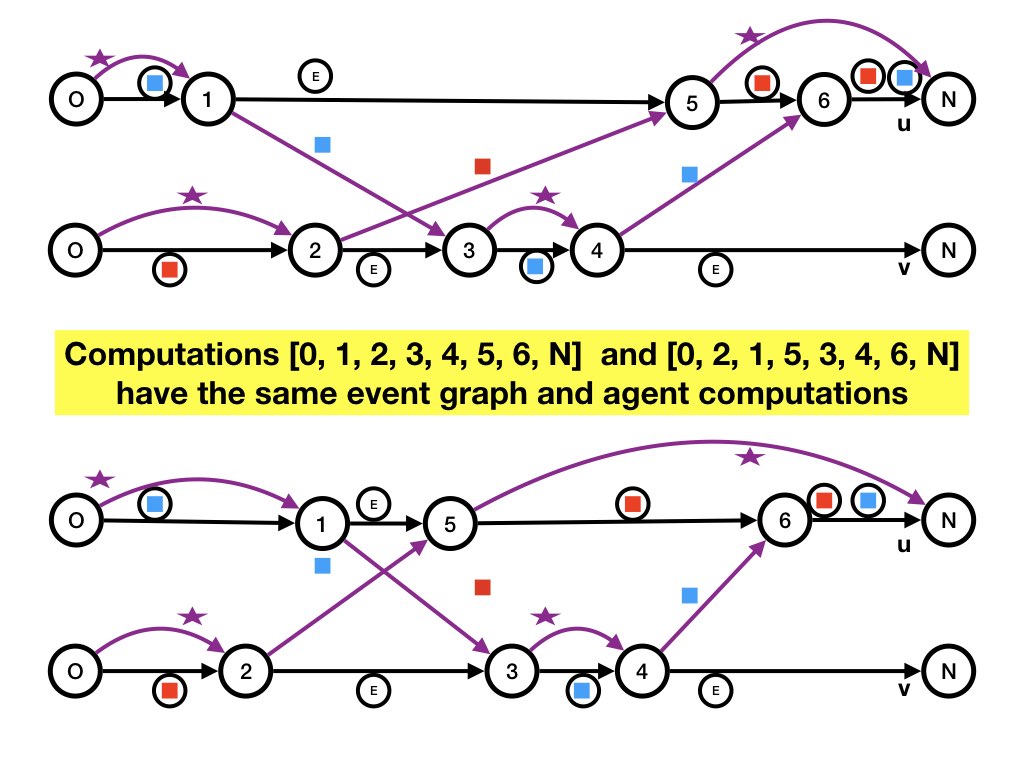 E
O 1 5 6 N
u
O 2 3 4 N
E E v
Computations [0, 1, 2, 3, 4, 5, 6, N] and [0, 2, 1, 5, 3, 4, 6, N]
have the same event graph and agent computations
E
O 1 5 6 N
u
O 2 3 4 N
E E v